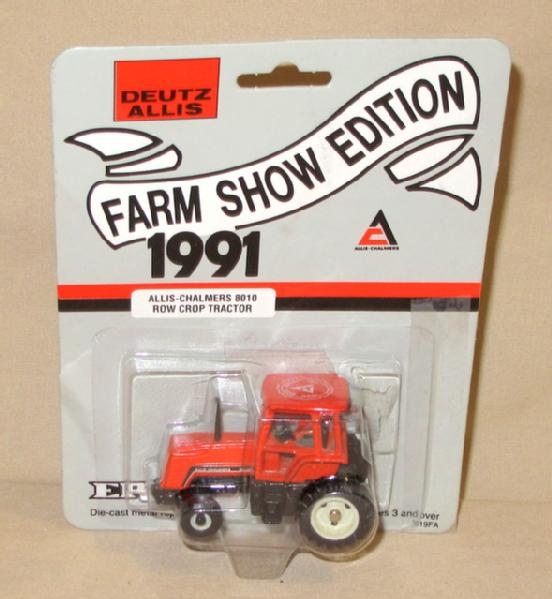 DEUTZ
ALLIS
FARM SHOW EDITION
1991
ALLIS-CHALMERS
ALLIS-CHALMERS 8010
ROW CROP TRACTOR
ER
Die-cast metal
3 and over